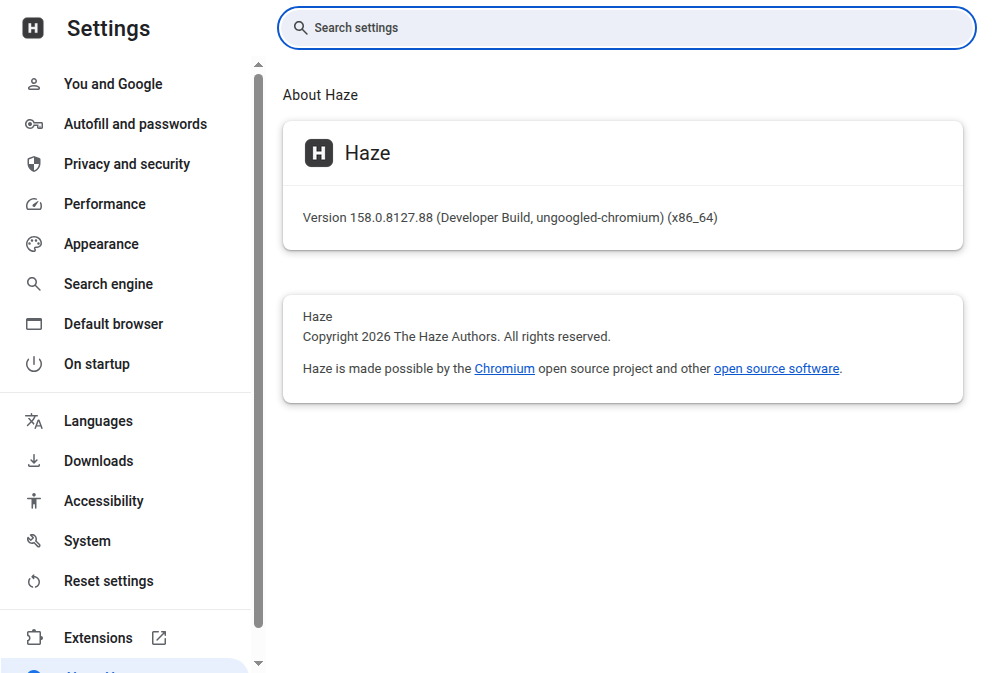 H Settings
Search settings
You and Google
Autofill and passwords
Privacy and security
Performance
Appearance
Search engine
Default browser
On startup
Languages
Downloads
Accessibility
System
Reset settings
Extensions
About Haze
H Haze
Version 158.0.8127.88 (Developer Build, ungoogled-chromium) (x86_64)
Haze
Copyright 2026 The Haze Authors. All rights reserved.
Haze is made possible by the Chromium open source project and other open source software.